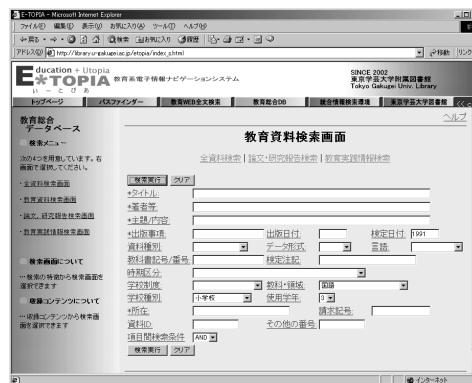 E-TOPIA - Microsoft Internet Explorer
ファイル(F) 編集(E) 表示(V) お気に入り(A) ツール(T) ヘルプ(H)
戻る 検索 お気に入り 履歴
アドレス(D) http://library.u-gakugei.ac.jp/etopia/index_s.html 移動 リンク
Education + Utopia
E*TOPIA 教育系電子情報ナビゲーションシステム
いーとぴあ
SINCE 2002
東京学芸大学附属図書館
Tokyo Gakugei Univ. Library
トップページ パスファインダー 教育WEB全文検索 教育総合DB 統合情報検索環境 東京学芸大学図書館
ヘルプ
教育総合
データベース
検索メニュー
次の4つを用意しています。右
画面で選択してください。
・全資料検索画面
・教育資料検索画面
・論文、研究報告検索画面
・教育実践情報検索画面
検索画面について
…検索の特徴から検索画面を
選択できます
収録コンテンツについて
…収録コンテンツから検索画
面を選択できます
教育資料検索画面
全資料検索 | 論文・研究報告検索 | 教育実践情報検索
検索実行 クリア
*タイトル:
*著者等:
*主題/内容:
*出版事項: 出版日付: 検定日付: 1991
資料種別: データ形式: 言語:
教科書記号/番号: 検定注記:
時期区分:
学校制度: 教科・領域: 国語
学校種別: 小学校 使用学年: 3
*所在: 請求記号:
資料ID: その他の番号:
項目間検索条件 AND
検索実行 クリア
インターネット